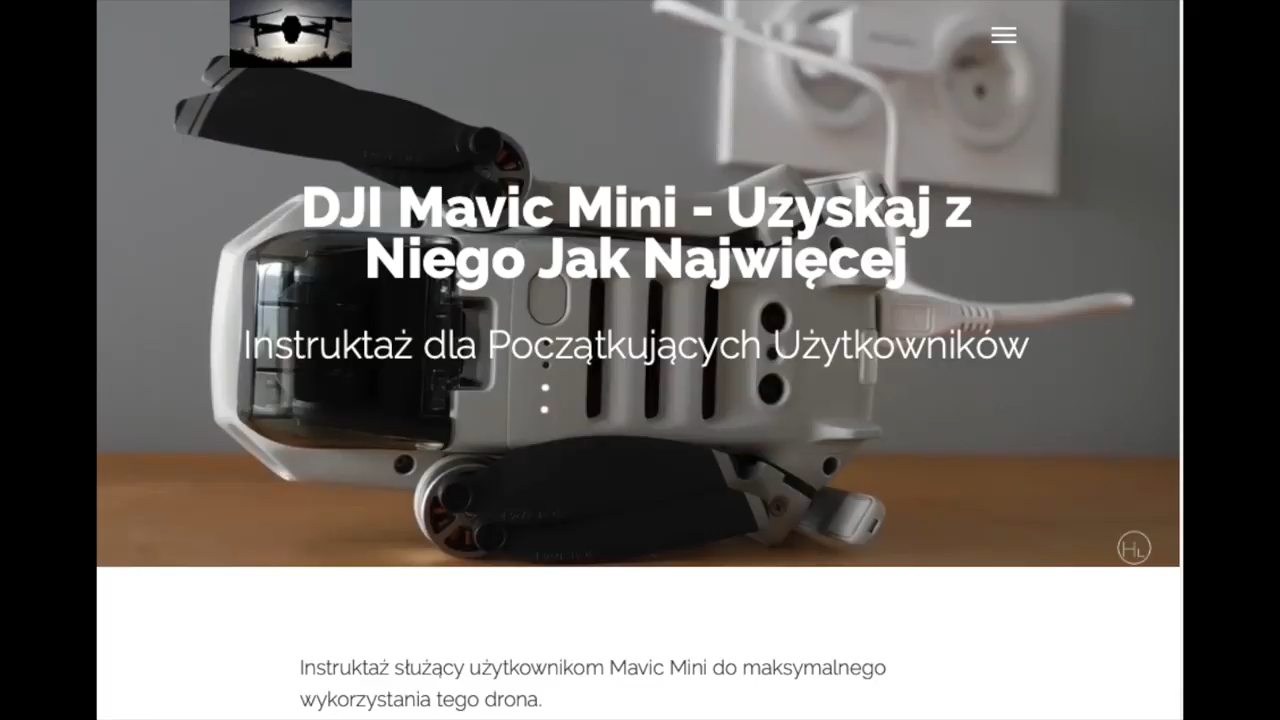 DJI Mavic Mini - Uzyskaj z
Niego Jak Najwięcej
Instruktaż dla Początkujących Użytkowników
HL
Instruktaż służący użytkownikom Mavic Mini do maksymalnego
wykorzystania tego drona.